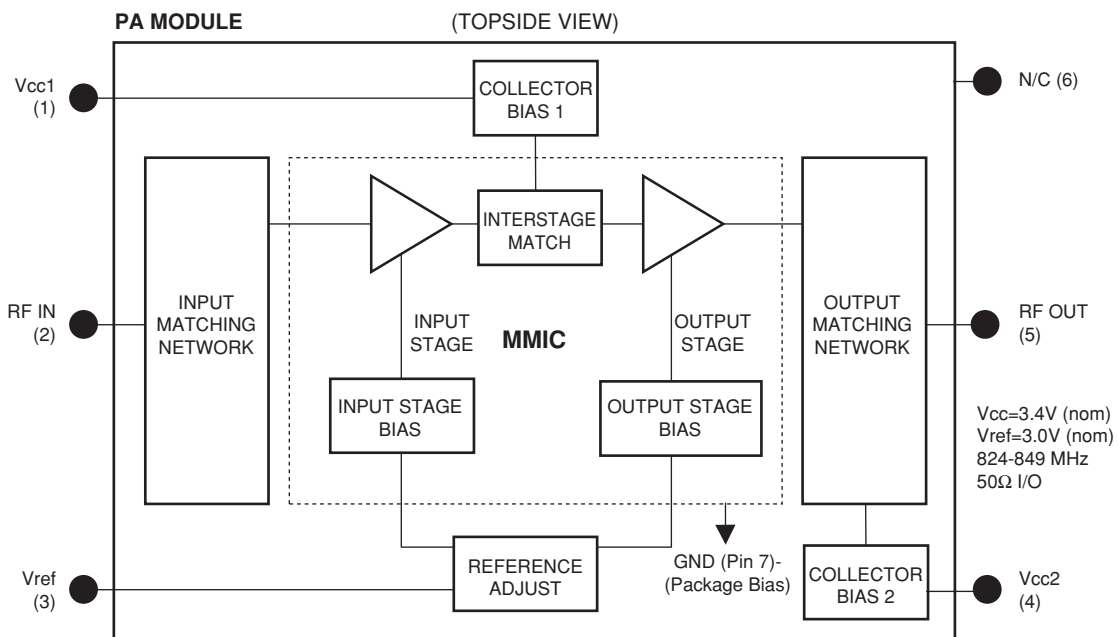 PA MODULE
(TOPSIDE VIEW)
Vcc1
(1)
COLLECTOR
BIAS 1
N/C (6)
INTERSTAGE
MATCH
RF IN
(2)
INPUT
MATCHING
NETWORK
INPUT
STAGE
MMIC
OUTPUT
STAGE
OUTPUT
MATCHING
NETWORK
RF OUT
(5)
INPUT STAGE
BIAS
OUTPUT STAGE
BIAS
Vcc=3.4V (nom)
Vref=3.0V (nom)
824-849 MHz
50Ω I/O
Vref
(3)
REFERENCE
ADJUST
GND (Pin 7)-
(Package Bias)
COLLECTOR
BIAS 2
Vcc2
(4)